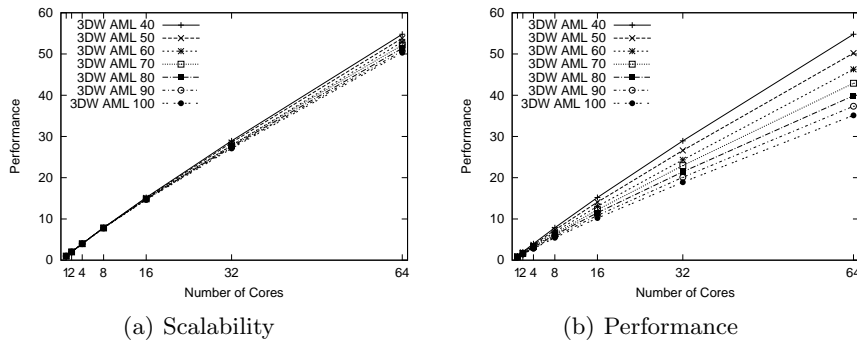 60
50
40
30
20
10
0
Performance
3DW AML 40
3DW AML 50
3DW AML 60
3DW AML 70
3DW AML 80
3DW AML 90
3DW AML 100
1 2 4 8 16 32 64
Number of Cores
(a) Scalability
60
50
40
30
20
10
0
Performance
3DW AML 40
3DW AML 50
3DW AML 60
3DW AML 70
3DW AML 80
3DW AML 90
3DW AML 100
1 2 4 8 16 32 64
Number of Cores
(b) Performance